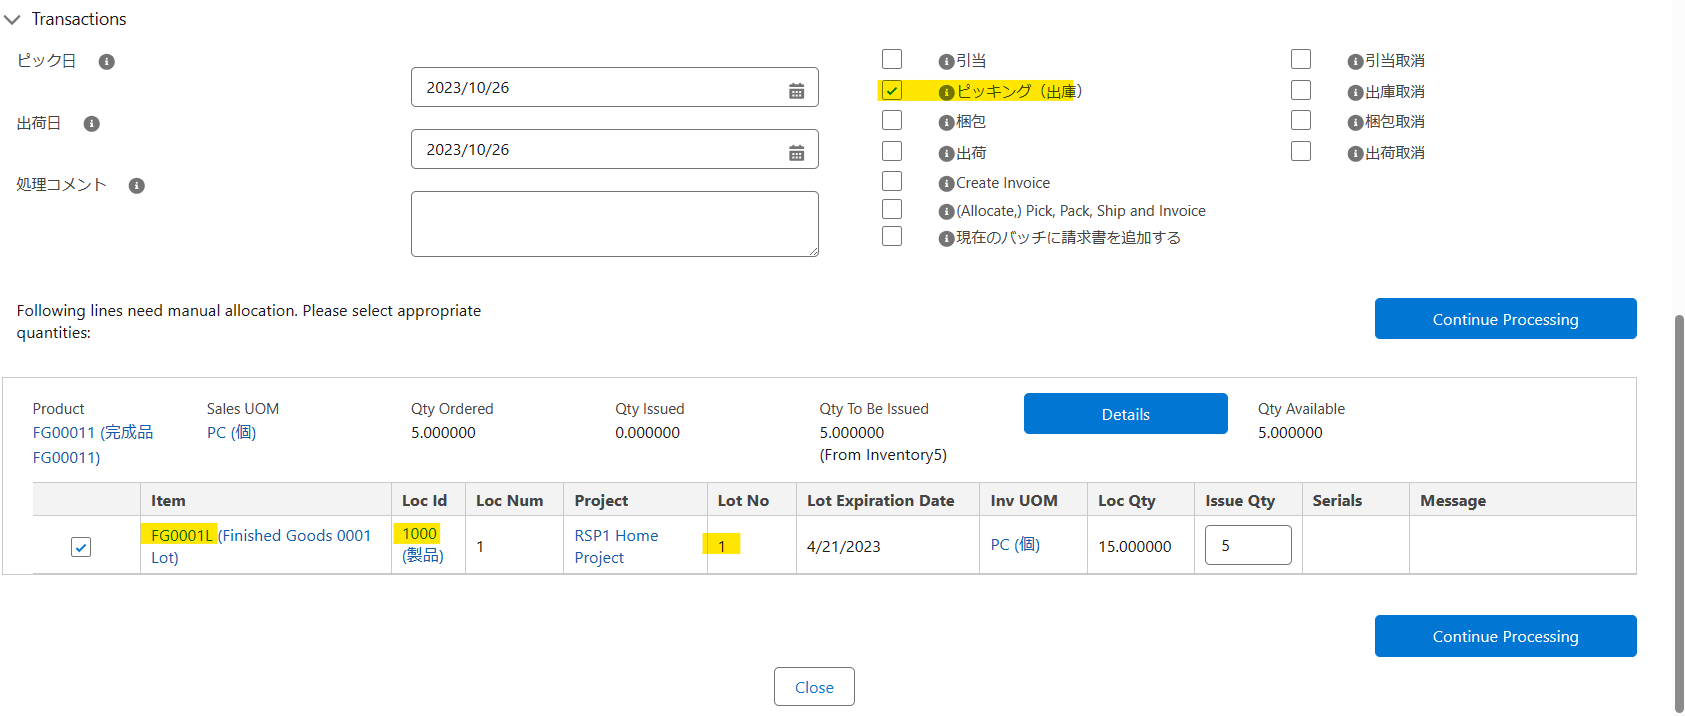 Transactions
ピック日
2023/10/26
出荷日
2023/10/26
処理コメント
引当
引当取消
ピッキング（出庫）
出庫取消
梱包
梱包取消
出荷
出荷取消
Create Invoice
(Allocate,) Pick, Pack, Ship and Invoice
現在のバッチに請求書を追加する
Following lines need manual allocation. Please select appropriate
quantities:
Continue Processing
Product
FG00011 (完成品
FG00011)
Sales UOM
PC (個)
Qty Ordered
5.000000
Qty Issued
0.000000
Qty To Be Issued
5.000000
(From Inventory5)
Details
Qty Available
5.000000
Item Loc Id Loc Num Project Lot No Lot Expiration Date Inv UOM Loc Qty Issue Qty Serials Message
FG0001L (Finished Goods 0001
Lot)
1000
(製品)
1
RSP1 Home
Project
1
4/21/2023
PC (個)
15.000000
5
Continue Processing
Close